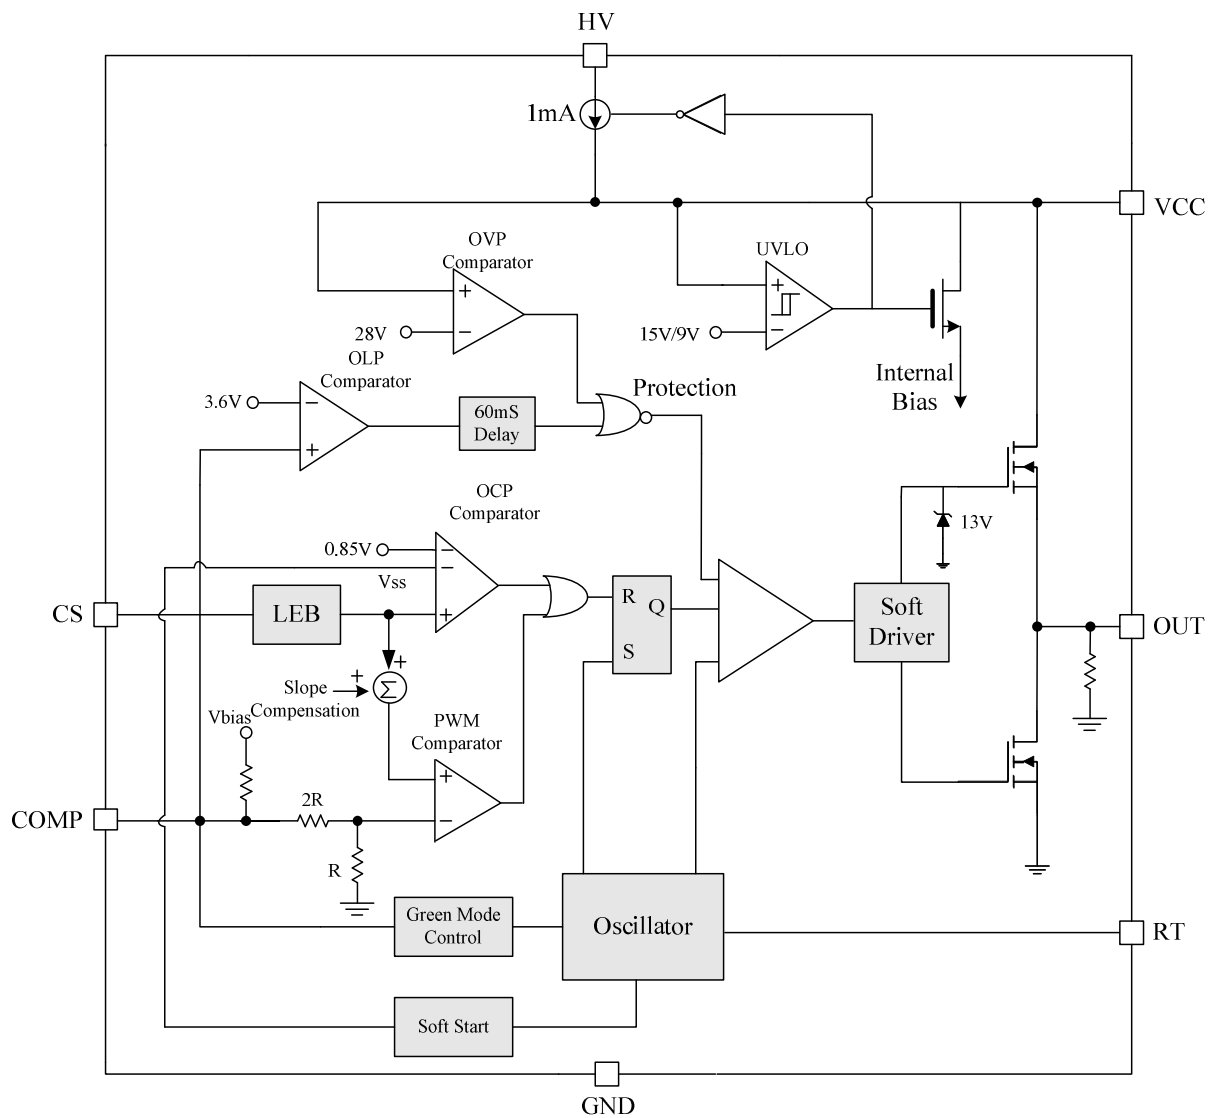 HV
1mA
VCC
OVP
Comparator
UVLO
+
−
28V
+
−
15V/9V
OLP
Comparator
Internal
Bias
Protection
3.6V
−
+
60mS
Delay
OCP
Comparator
13V
0.85V
−
−
+
Vss
CS
LEB
R
Q
S
Soft
Driver
OUT
+
+
Σ
Slope
Compensation
Vbias
PWM
Comparator
+
−
COMP
2R
R
Green Mode
Control
Oscillator
RT
Soft Start
GND